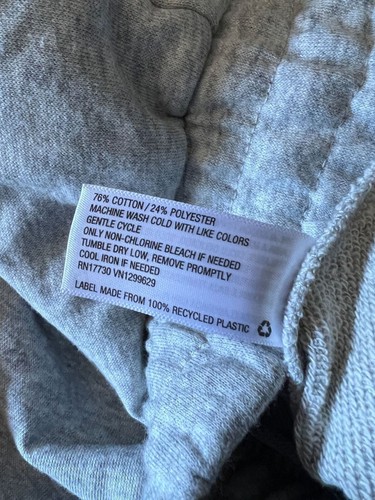 76% COTTON / 24% POLYESTER
MACHINE WASH COLD WITH LIKE COLORS
GENTLE CYCLE
ONLY NON-CHLORINE BLEACH IF NEEDED
TUMBLE DRY LOW, REMOVE PROMPTLY
COOL IRON IF NEEDED
RN17730 VN1299629
LABEL MADE FROM 100% RECYCLED PLASTIC